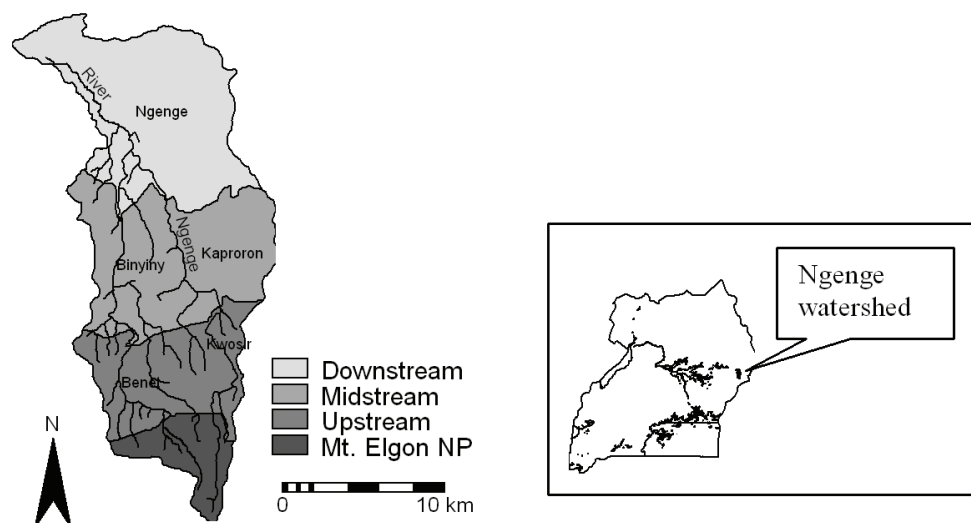 River
Ngenge
Ngenge
Kaproron
Binyiny
Kwosir
Benet
Downstream
Midstream
Upstream
Mt. Elgon NP
N
0 10 km
Ngenge
watershed